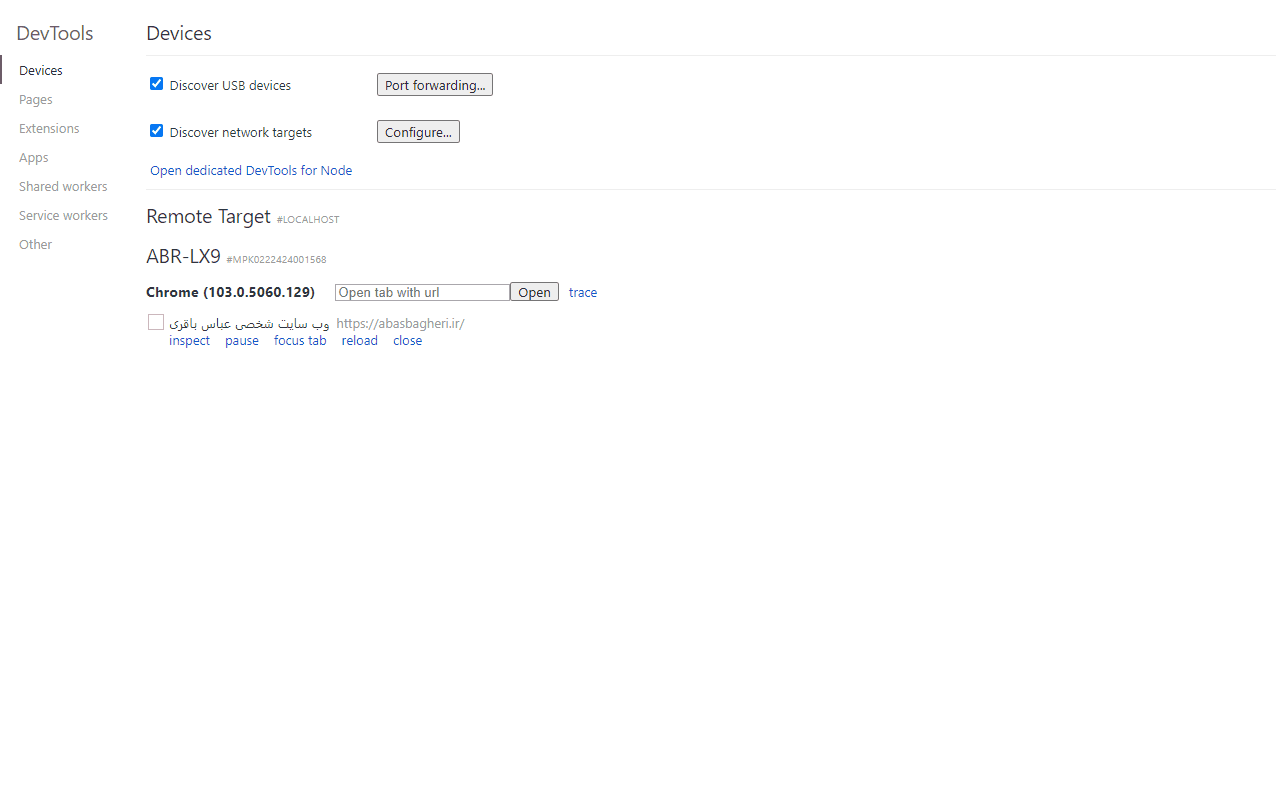 DevTools
Devices
Pages
Extensions
Apps
Shared workers
Service workers
Other
Devices
Discover USB devices Port forwarding...
Discover network targets Configure...
Open dedicated DevTools for Node
Remote Target #LOCALHOST
ABR-LX9 #MPK0222424001568
Chrome (103.0.5060.129) Open tab with url Open trace
وب سایت شخصی عباس باقری https://abasbagheri.ir/
inspect pause focus tab reload close